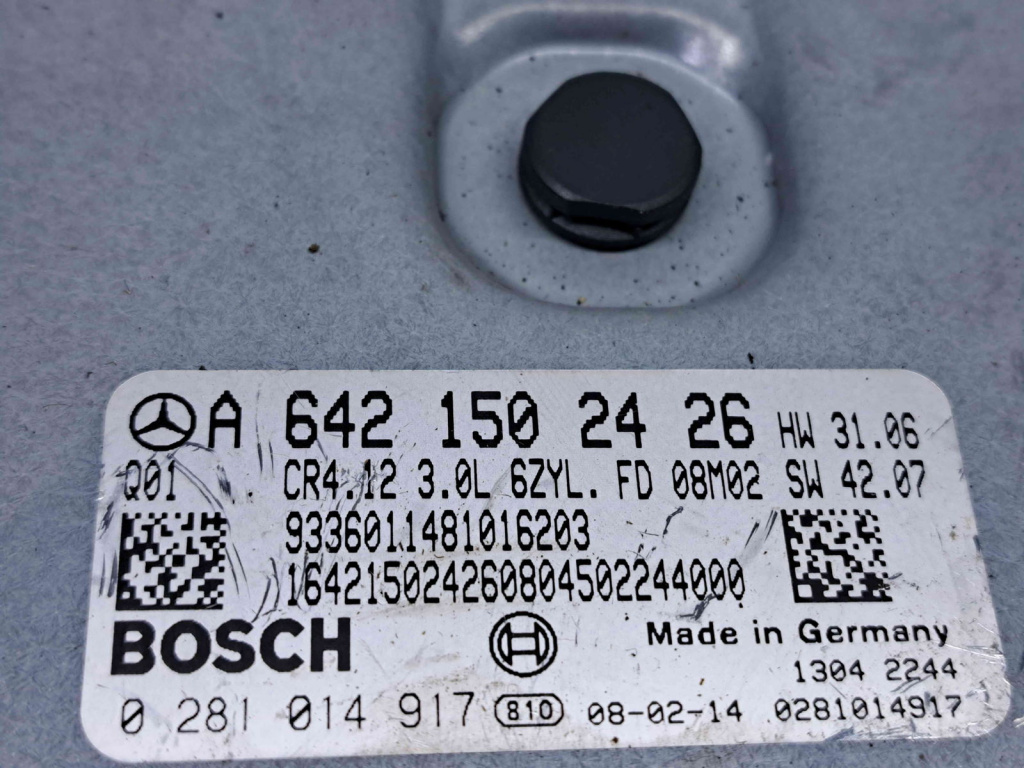 A 642 150 24 26 HW 31.06
Q01 CR4.12 3.0L 6ZYL. FD 08M02 SW 42.07
9336011481016203
164215024260804502244000
BOSCH Made in Germany
1304 2244
0 281 014 917 810 08-02-14 0281014917